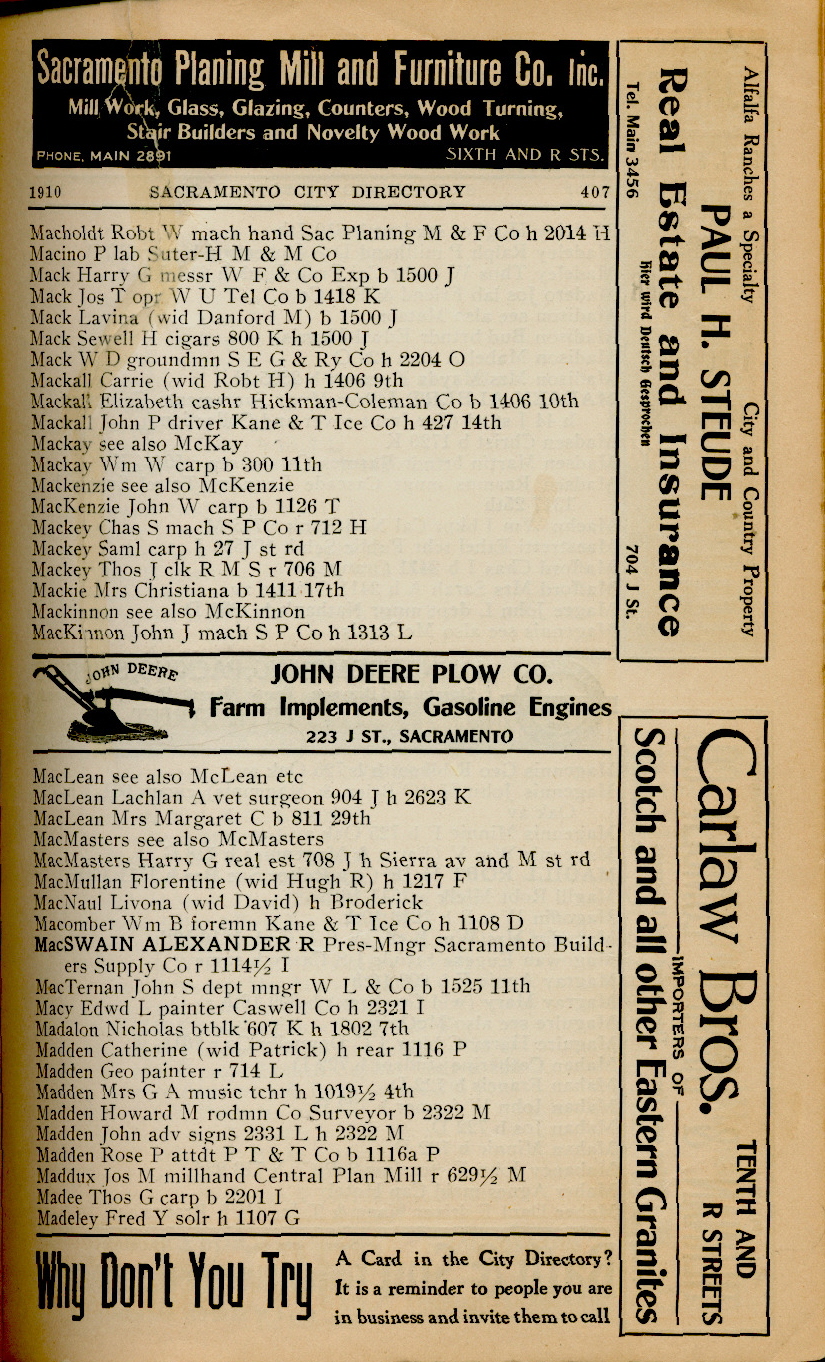 Sacramento Planing Mill and Furniture Co. Inc.
Mill Work, Glass, Glazing, Counters, Wood Turning,
Stair Builders and Novelty Wood Work
PHONE, MAIN 2891 SIXTH AND R STS.
1910 SACRAMENTO CITY DIRECTORY 407
Macholdt Robt W mach hand Sac Planing M & F Co h 2014 H
Macino P lab Suter-H M & M Co
Mack Harry G messr W F & Co Exp b 1500 J
Mack Jos T opr W U Tel Co b 1418 K
Mack Lavina (wid Danford M) b 1500 J
Mack Sewell H cigars 800 K h 1500 J
Mack W D groundmn S E G & Ry Co h 2204 O
Mackall Carrie (wid Robt H) h 1406 9th
Mackall Elizabeth cashr Hickman-Coleman Co b 1406 10th
Mackall John P driver Kane & T Ice Co h 427 14th
Mackay see also McKay
Mackay Wm W carp b 300 11th
Mackenzie see also McKenzie
MacKenzie John W carp b 1126 T
Mackey Chas S mach S P Co r 712 H
Mackey Saml carp h 27 J st rd
Mackey Thos J clk R M S r 706 M
Mackie Mrs Christiana b 1411 17th
Mackinnon see also McKinnon
MacKinnon John J mach S P Co h 1313 L
JOHN DEERE
JOHN DEERE PLOW CO.
Farm Implements, Gasoline Engines
223 J ST., SACRAMENTO
MacLean see also McLean etc
MacLean Lachlan A vet surgeon 904 J h 2623 K
MacLean Mrs Margaret C b 811 29th
MacMasters see also McMasters
MacMasters Harry G real est 708 J h Sierra av and M st rd
MacMullan Florentine (wid Hugh R) h 1217 F
MacNaul Livona (wid David) h Broderick
Macomber Wm B foremn Kane & T Ice Co h 1108 D
MacSWAIN ALEXANDER R Pres-Mngr Sacramento Build-
ers Supply Co r 1114½ I
MacTernan John S dept mngr W L & Co b 1525 11th
Macy Edwd L painter Caswell Co h 2321 I
Madalon Nicholas btblk 607 K h 1802 7th
Madden Catherine (wid Patrick) h rear 1116 P
Madden Geo painter r 714 L
Madden Mrs G A music tchr h 1019½ 4th
Madden Howard M rodmn Co Surveyor b 2322 M
Madden John adv signs 2331 L h 2322 M
Madden Rose P attdt P T & T Co b 1116a P
Maddux Jos M millhand Central Plan Mill r 629½ M
Madee Thos G carp b 2201 I
Madeley Fred Y solr h 1107 G
Why Don't You Try
A Card in the City Directory?
It is a reminder to people you are
in business and invite them to call
Alfalfa Ranches a Specialty City and Country Property
PAUL H. STEUDE
Real Estate and Insurance
Hier wird Deutsch Gesprochen
Tel. Main 3456 704 J St.
Carlaw Bros. TENTH AND
R STREETS
IMPORTERS OF
Scotch and all other Eastern Granites